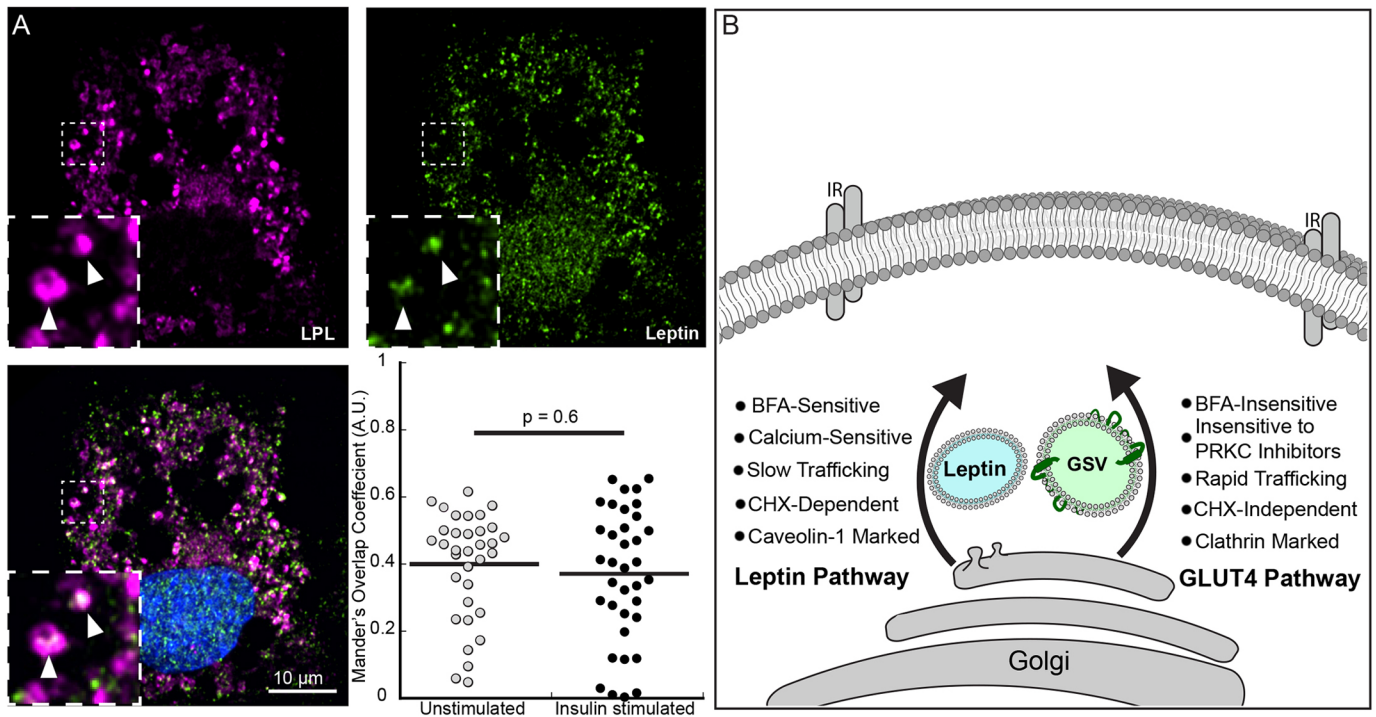 A
LPL
Leptin
10 µm
Mander's Overlap Coeffecient (A.U.)
1
0.8
0.6
0.4
0.2
0
p = 0.6
Unstimulated
Insulin stimulated
B
IR
IR
BFA-Sensitive
Calcium-Sensitive
Slow Trafficking
CHX-Dependent
Caveolin-1 Marked
Leptin Pathway
Leptin
GSV
BFA-Insensitive
Insensitive to
PRKC Inhibitors
Rapid Trafficking
CHX-Independent
Clathrin Marked
GLUT4 Pathway
Golgi